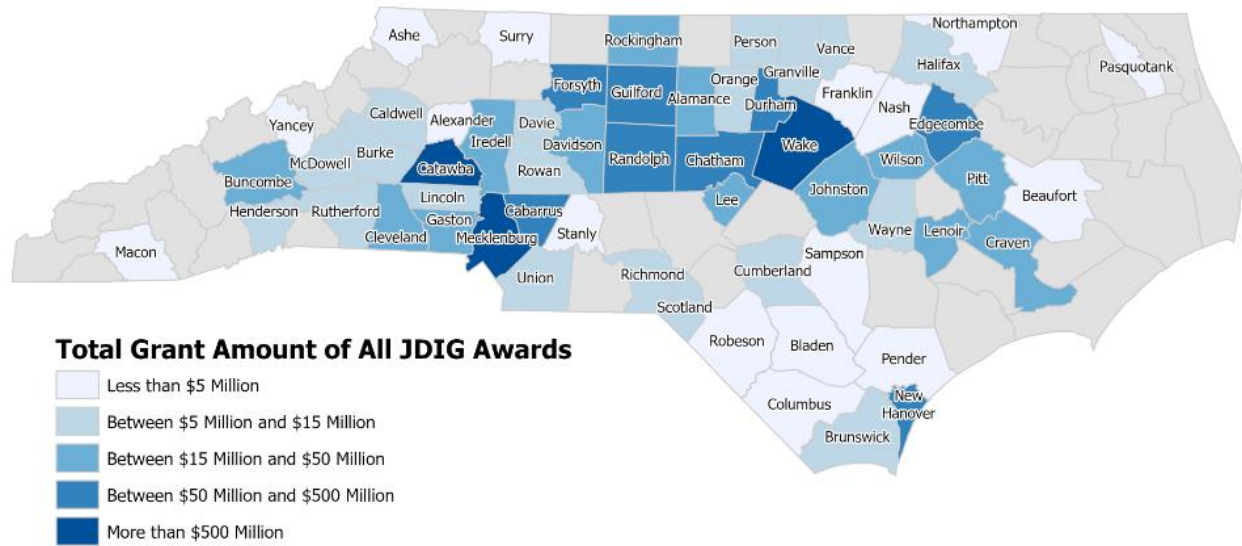 Northampton
Ashe
Surry
Rockingham
Person
Vance
Halifax
Pasquotank
Forsyth
Guilford
Orange
Granville
Alamance
Durham
Franklin
Nash
Edgecombe
Yancey
Caldwell
Alexander
Davie
Iredell
Davidson
Randolph
Chatham
Wake
Wilson
McDowell
Burke
Catawba
Rowan
Buncombe
Lincoln
Lee
Johnston
Pitt
Beaufort
Henderson
Rutherford
Gaston
Cabarrus
Cleveland
Mecklenburg
Stanly
Wayne
Lenoir
Craven
Macon
Sampson
Union
Richmond
Cumberland
Scotland
Robeson
Bladen
Pender
Columbus
New
Hanover
Brunswick
Total Grant Amount of All JDIG Awards
Less than $5 Million
Between $5 Million and $15 Million
Between $15 Million and $50 Million
Between $50 Million and $500 Million
More than $500 Million